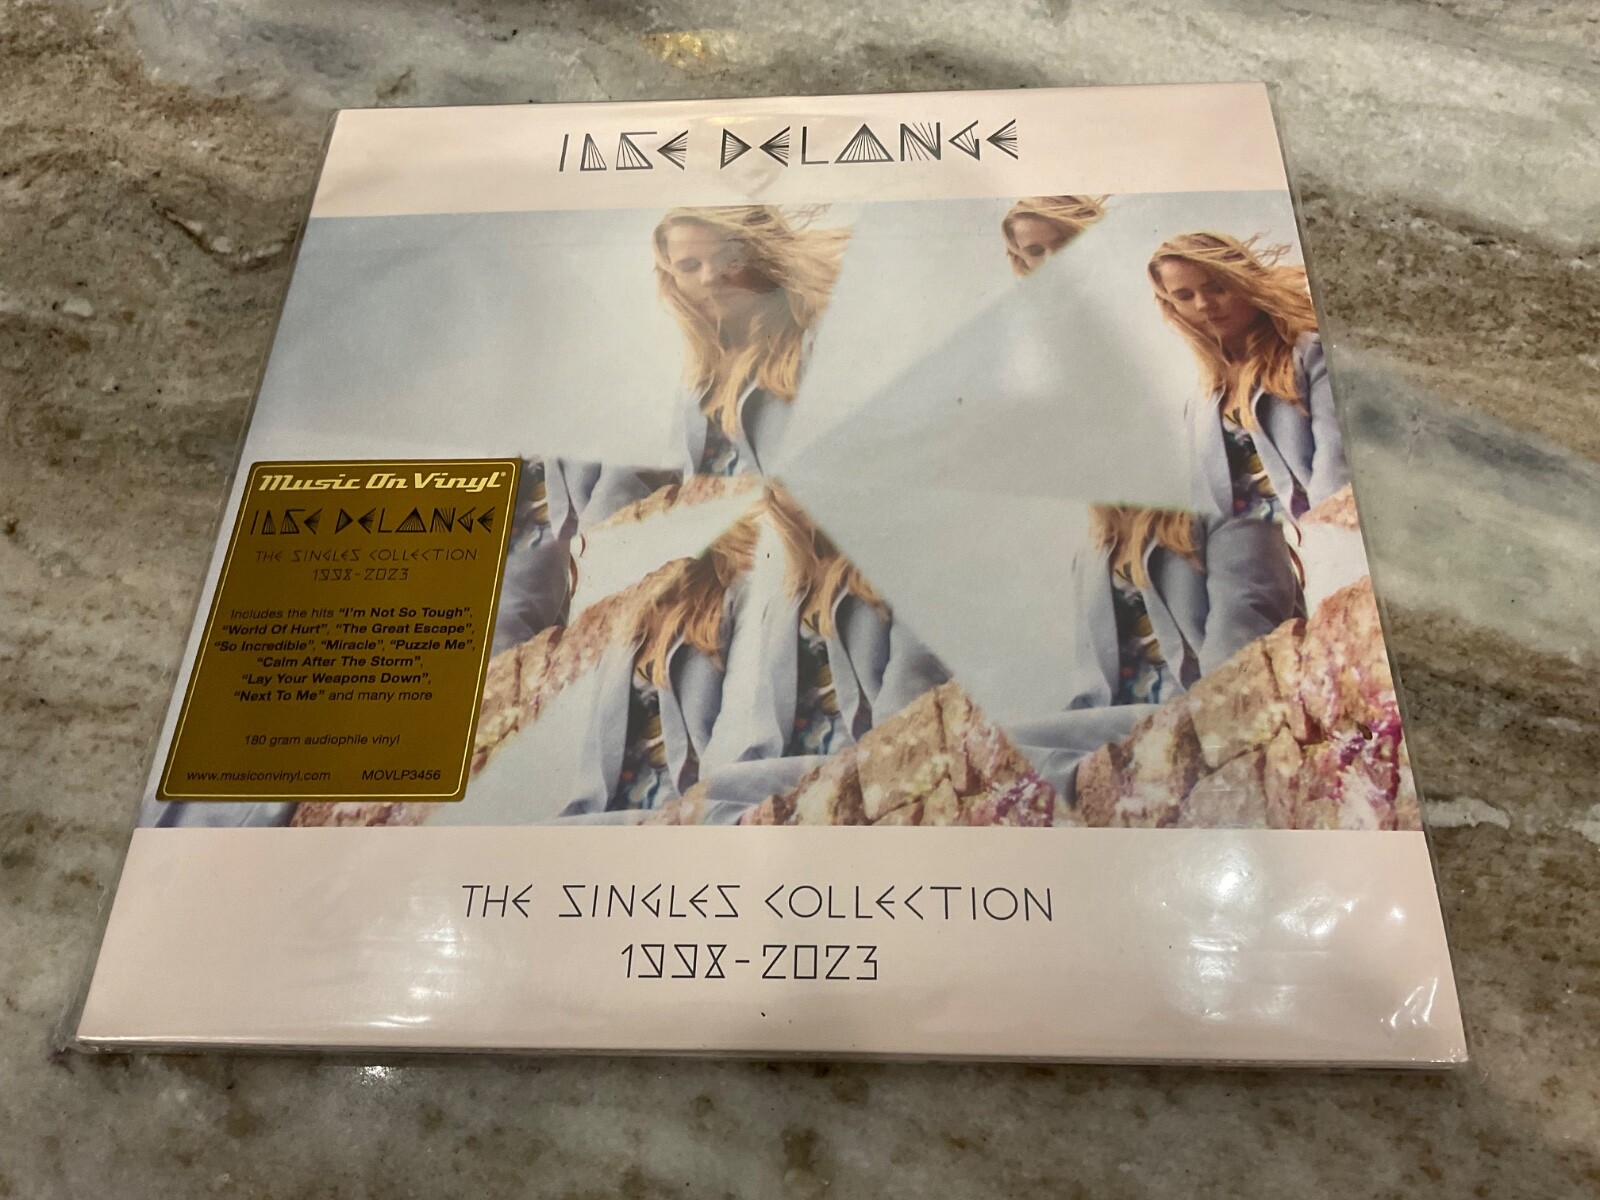 ILSE DELANGE
Music On Vinyl®
ILSE DELANGE
THE SINGLES COLLECTION
1998-2023
Includes the hits “I’m Not So Tough”,
“World Of Hurt”, “The Great Escape”,
“So Incredible”, “Miracle”, “Puzzle Me”,
“Calm After The Storm”,
“Lay Your Weapons Down”,
“Next To Me” and many more
180 gram audiophile vinyl
www.musiconvinyl.com MOVLP3456
THE SINGLES COLLECTION
1998-2023